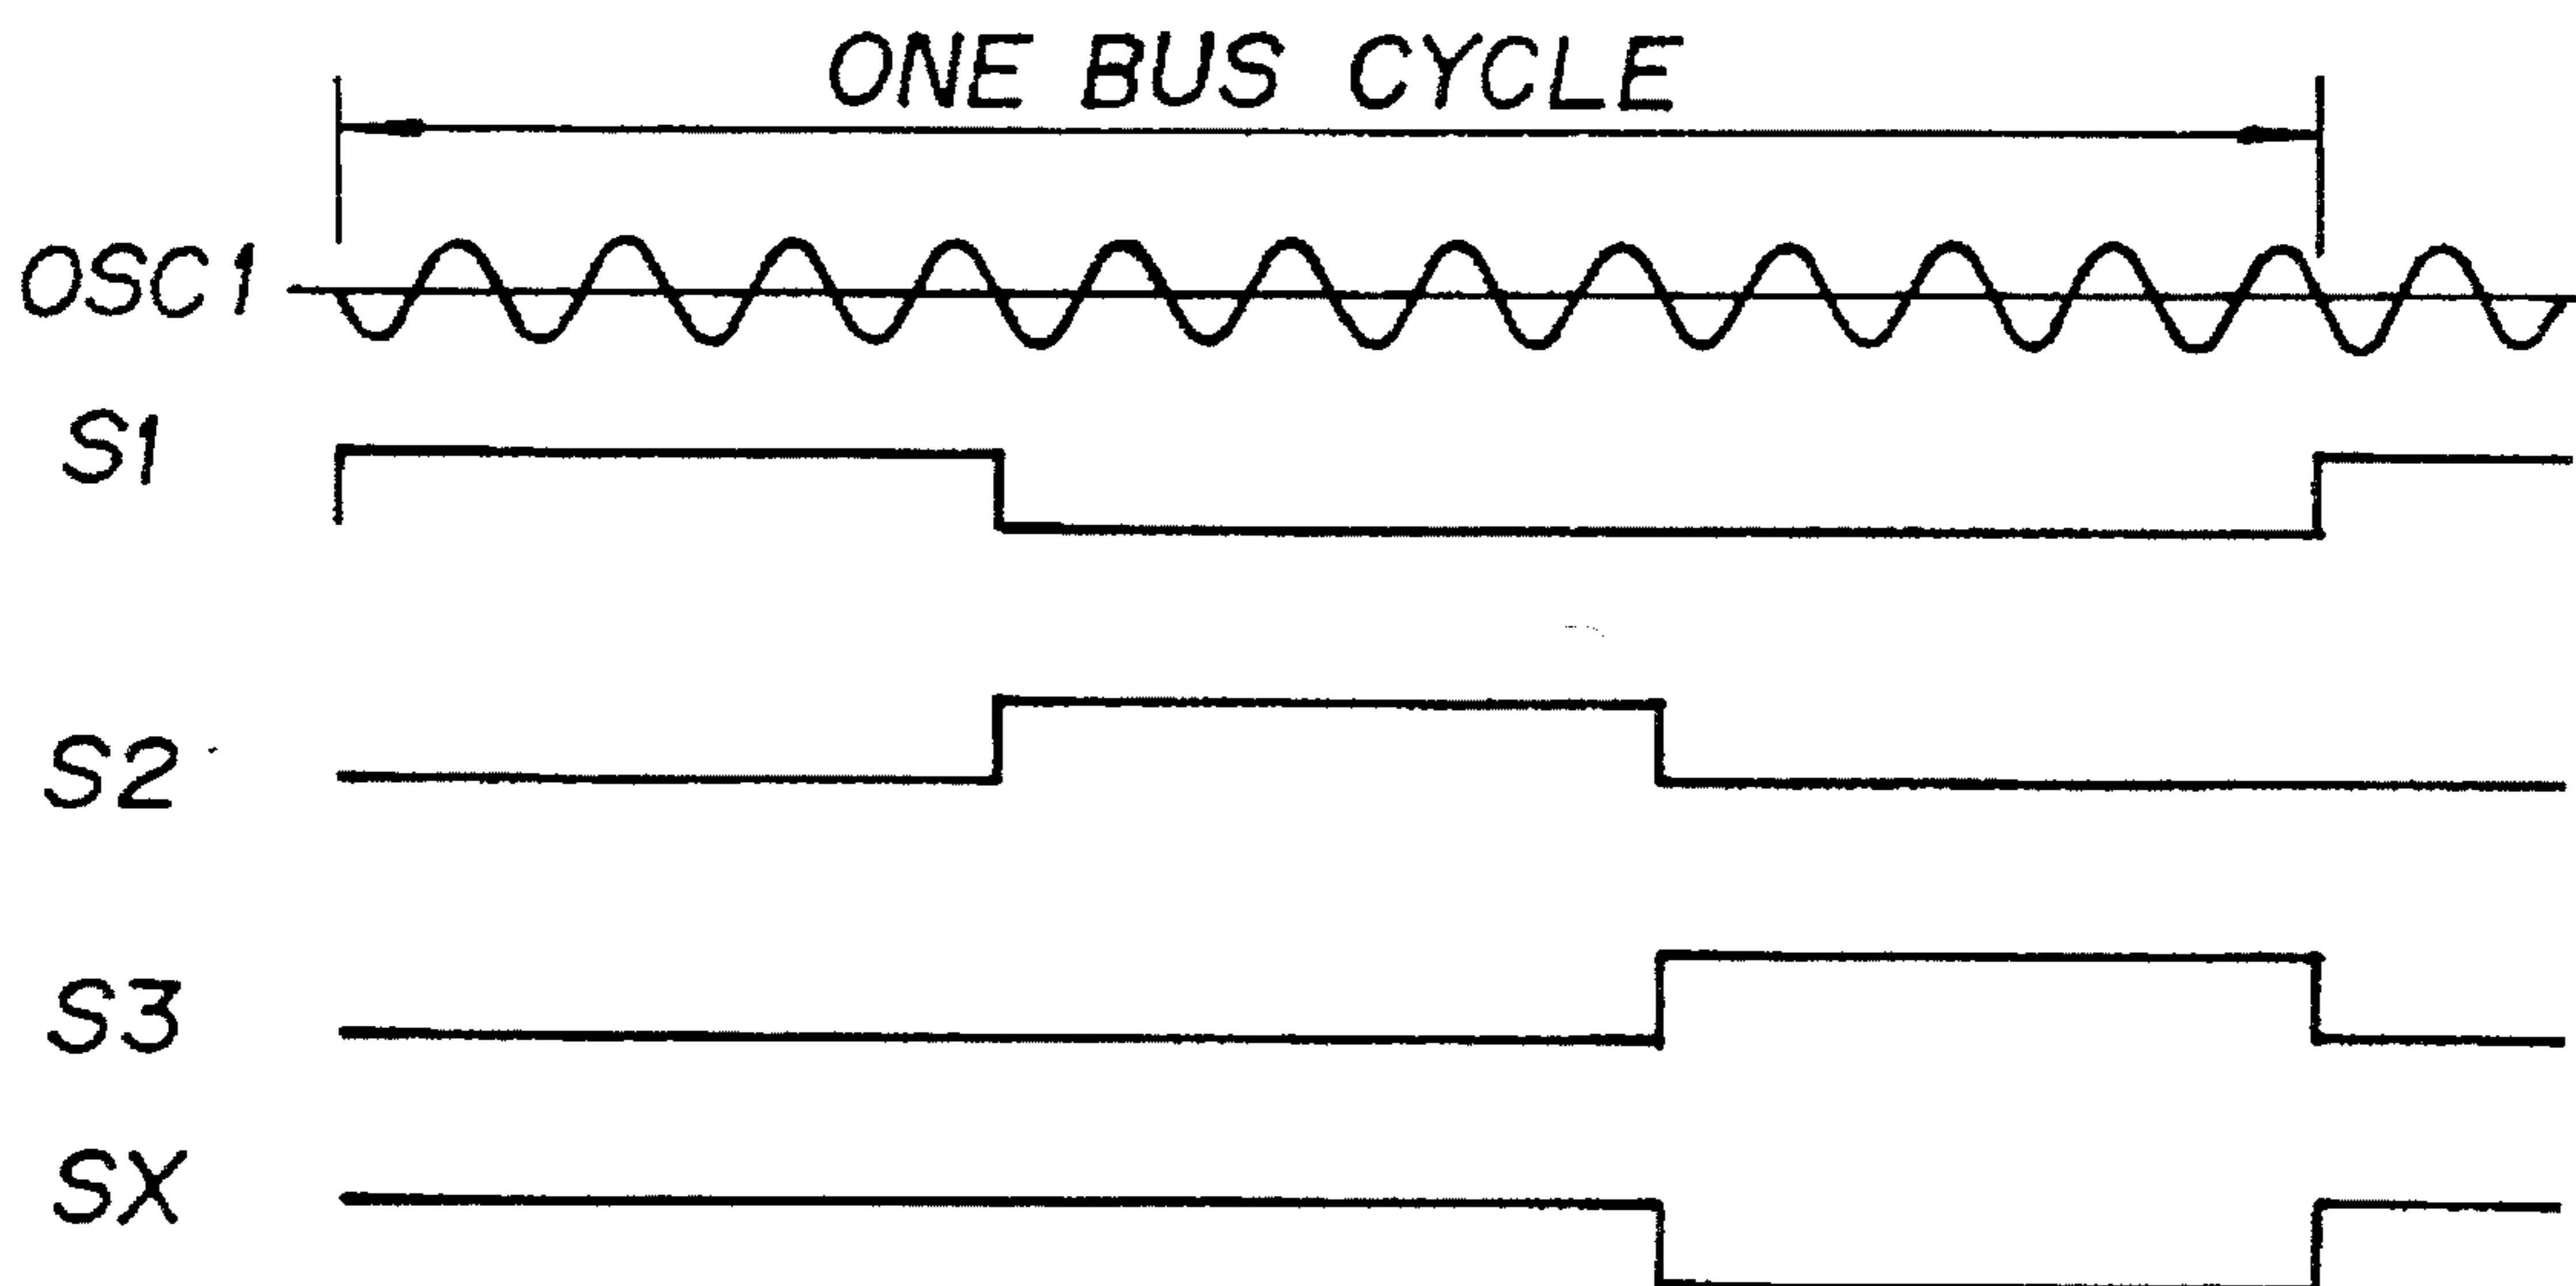 ONE BUS CYCLE
OSC1
S1
S2
S3
SX